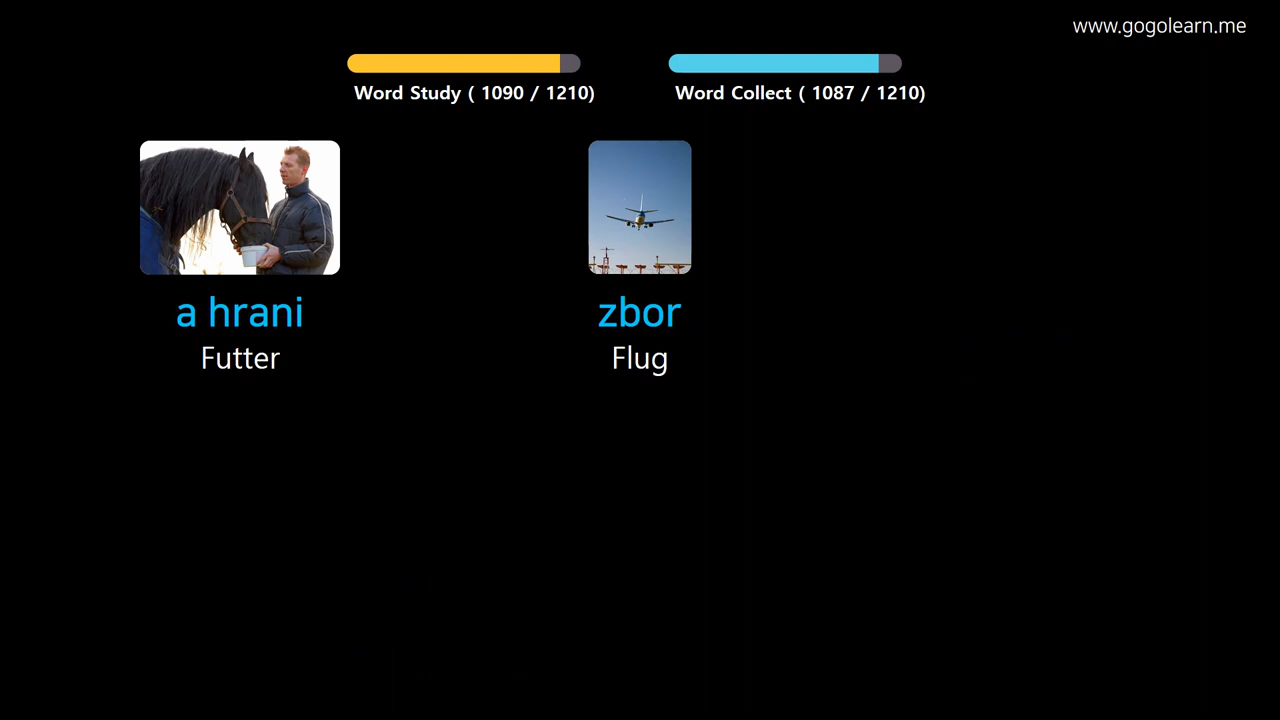 www.gogolearn.me
Word Study ( 1090 / 1210)
Word Collect ( 1087 / 1210)
a hrani
Futter
zbor
Flug